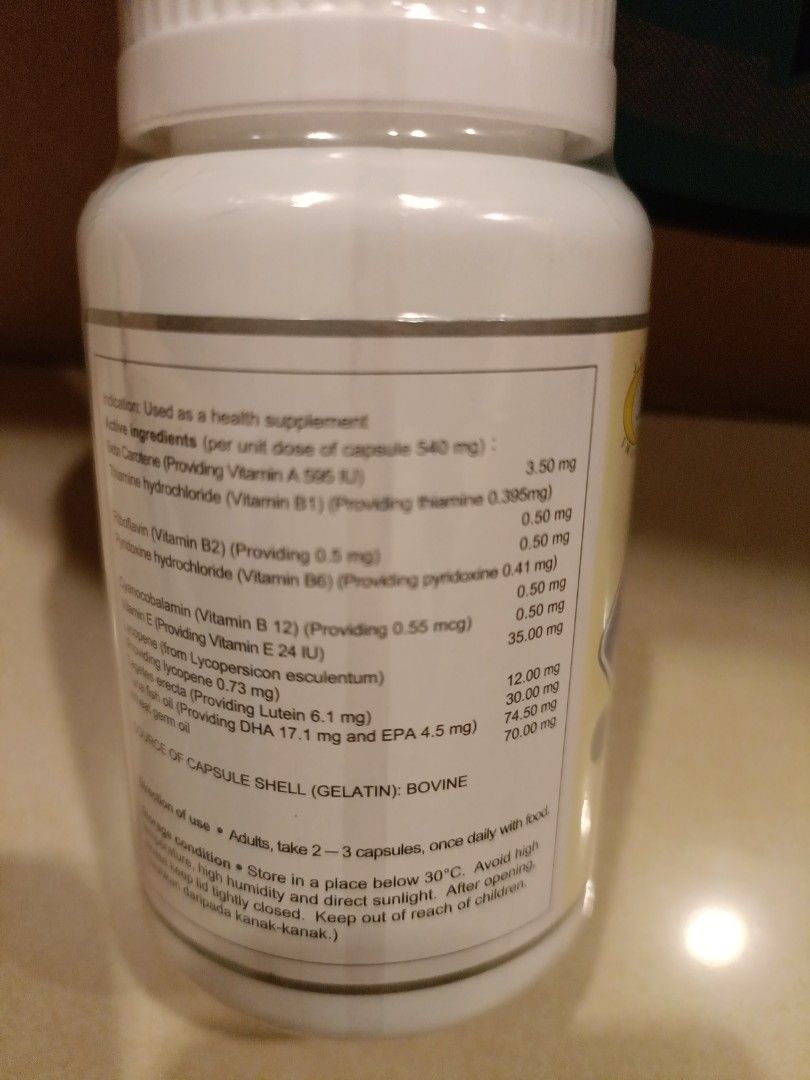 Indication: Used as a health supplement
Active ingredients (per unit dose of capsule 540 mg) :
Beta Carotene (Providing Vitamin A 595 IU) 3.50 mg
Thiamine hydrochloride (Vitamin B1) (Providing thiamine 0.395mg)
0.50 mg
Riboflavin (Vitamin B2) (Providing 0.5 mg) 0.50 mg
Pyridoxine hydrochloride (Vitamin B6) (Providing pyridoxine 0.41 mg)
0.50 mg
Cyanocobalamin (Vitamin B 12) (Providing 0.55 mcg) 0.50 mg
Vitamin E (Providing Vitamin E 24 IU) 35.00 mg
Lycopene (from Lycopersicon esculentum)
Providing lycopene 0.73 mg) 12.00 mg
erecta (Providing Lutein 6.1 mg) 30.00 mg
fish oil (Providing DHA 17.1 mg and EPA 4.5 mg) 74.50 mg
germ oil 70.00 mg
SOURCE OF CAPSULE SHELL (GELATIN): BOVINE
Direction of use • Adults, take 2 — 3 capsules, once daily with food.
Storage condition • Store in a place below 30°C. Avoid high
temperature, high humidity and direct sunlight. After opening,
keep lid tightly closed. Keep out of reach of children.
daripada kanak-kanak.)